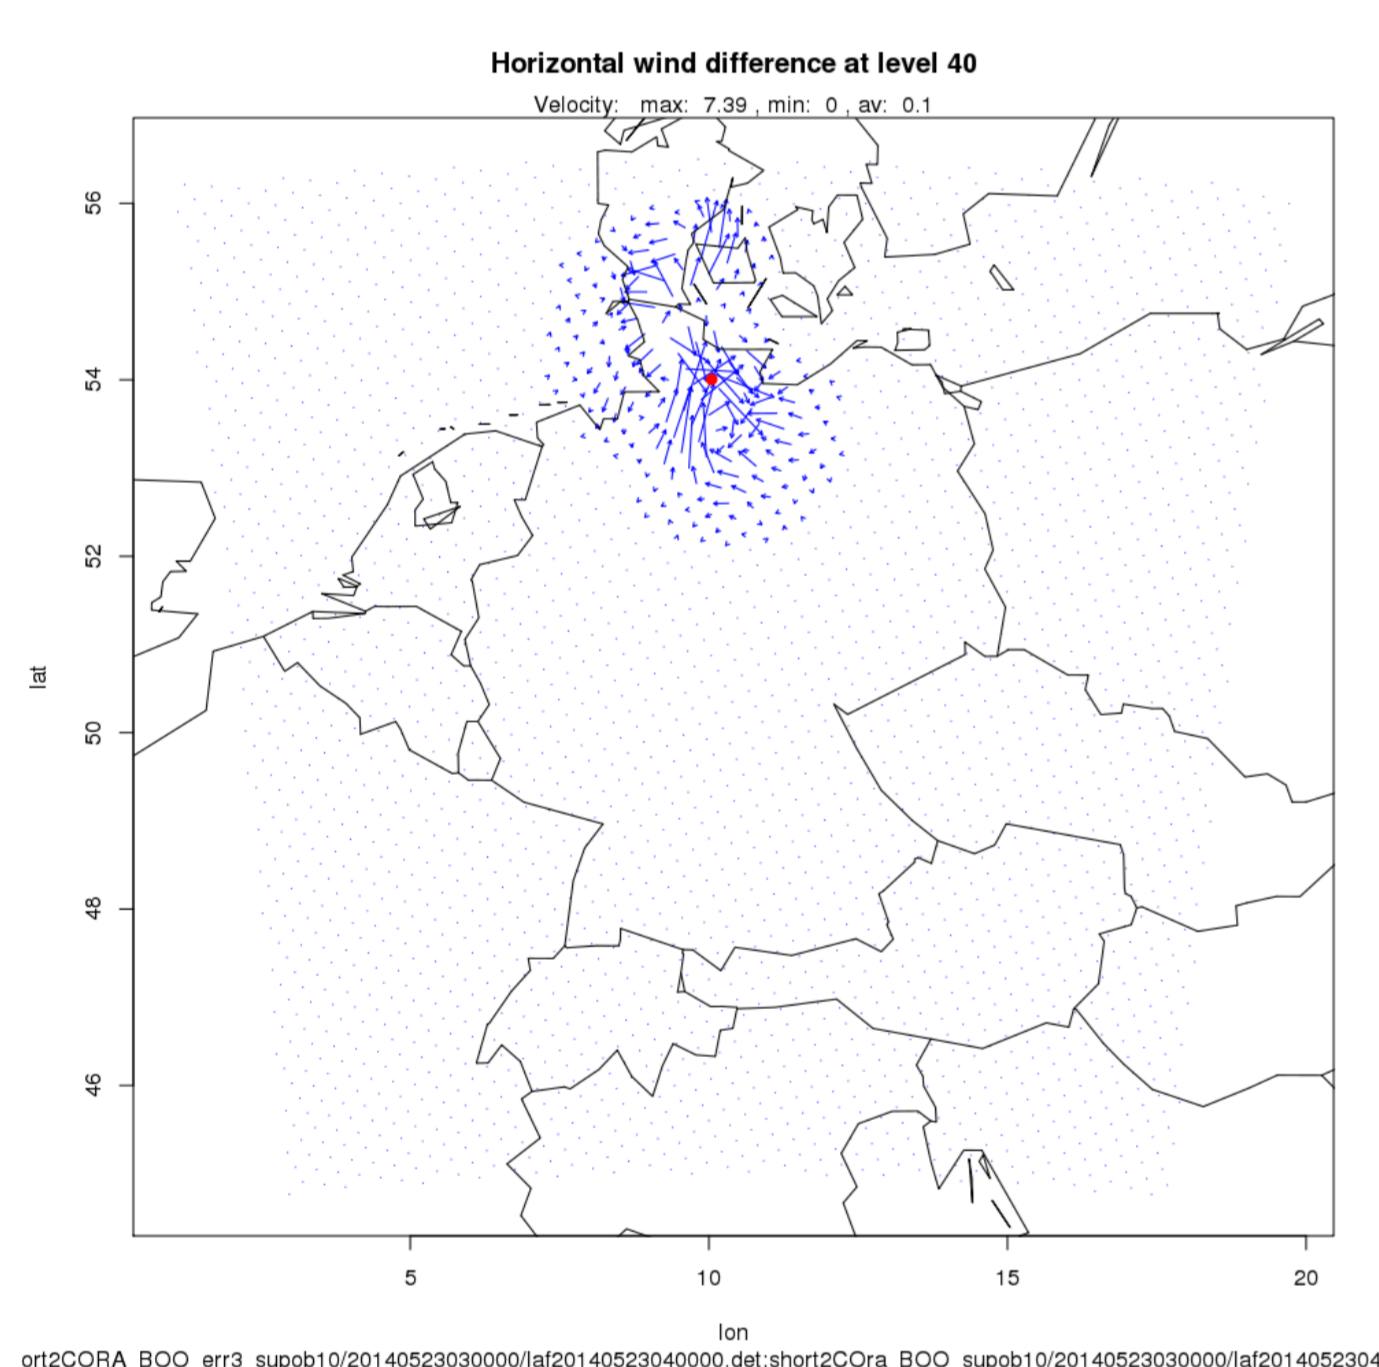 Horizontal wind difference at level 40
Velocity: max: 7.39 , min: 0 , av: 0.1
56
54
52
50
48
46
lat
5 10 15 20
lon
ort2CORA_BOO_err3_supob10/20140523030000/laf20140523040000.det;short2COra_BOO_supob10/20140523030000/laf2014052304